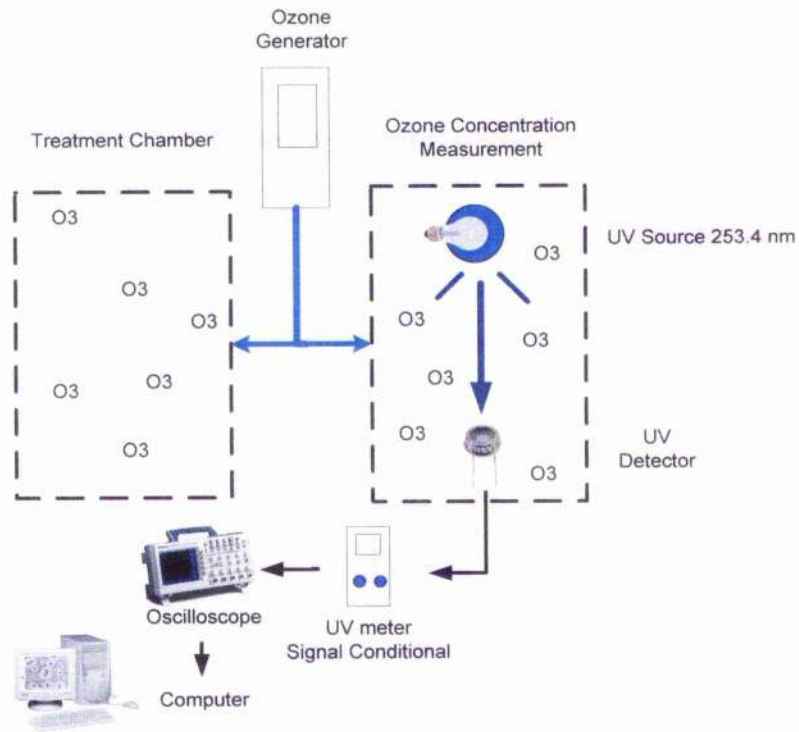 Ozone
Generator
Treatment Chamber
Ozone Concentration
Measurement
UV Source 253.4 nm
O3
O3
O3
O3
O3
O3
O3
O3
O3
O3
O3
O3
UV
Detector
Oscilloscope
UV meter
Signal Conditional
Computer